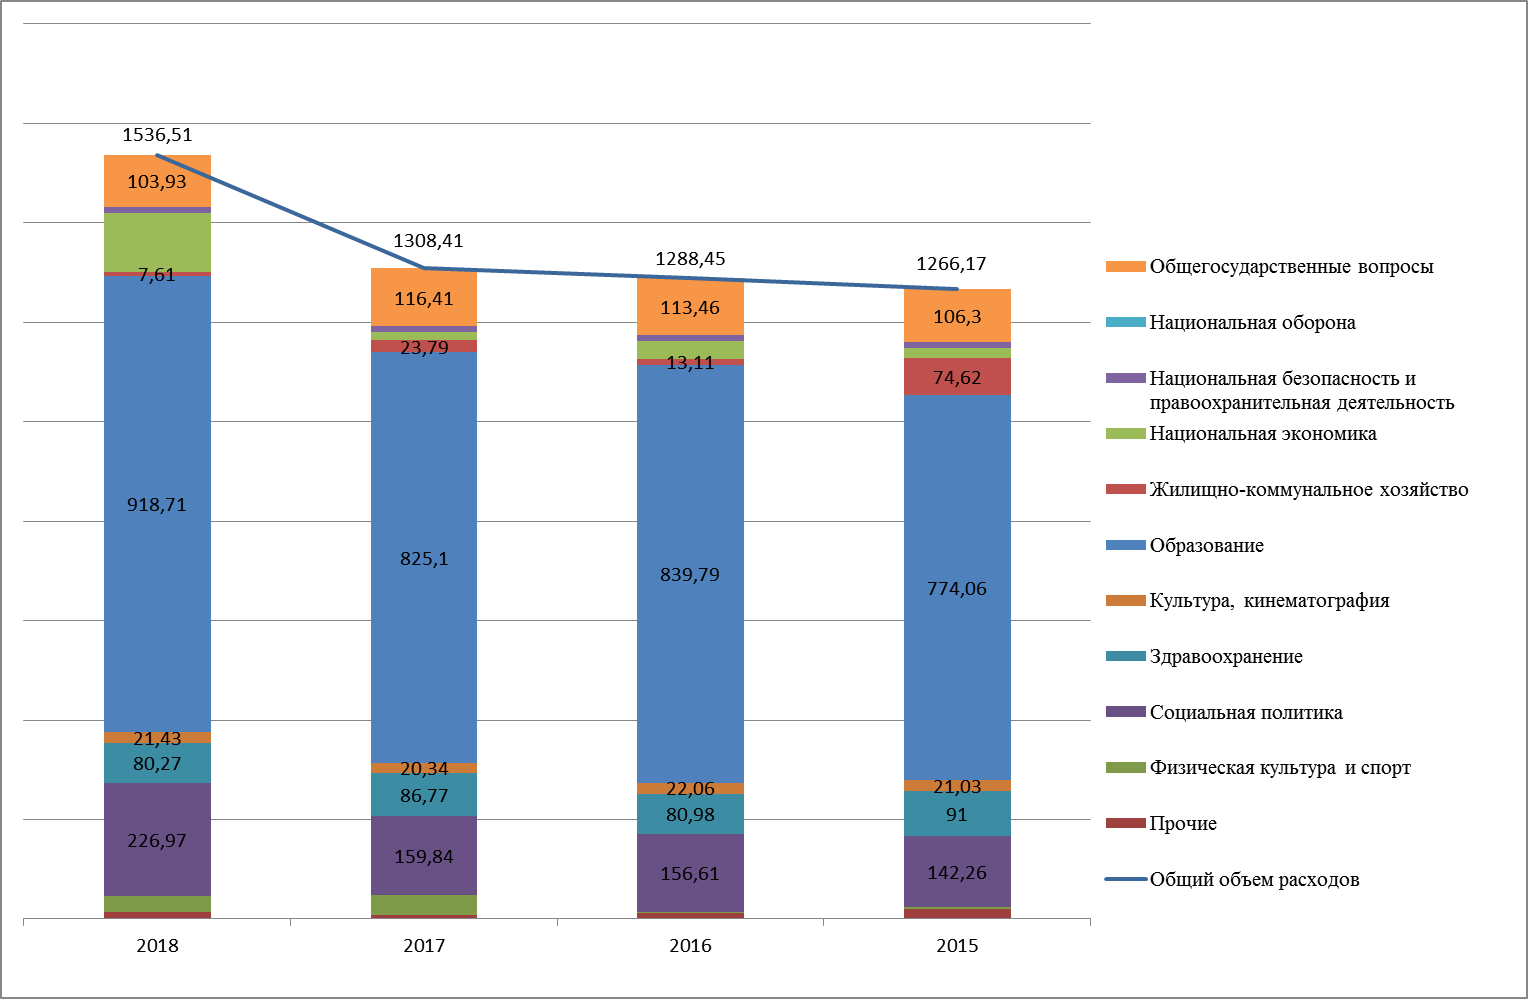 1536,51
1308,41
1288,45
1266,17
103,93
116,41
113,46
106,3
7,61
23,79
13,11
74,62
918,71
825,1
839,79
774,06
21,43
20,34
22,06
21,03
80,27
86,77
80,98
91
226,97
159,84
156,61
142,26
2018
2017
2016
2015
Общегосударственные вопросы
Национальная оборона
Национальная безопасность и
правоохранительная деятельность
Национальная экономика
Жилищно-коммунальное хозяйство
Образование
Культура, кинематография
Здравоохранение
Социальная политика
Физическая культура и спорт
Прочие
Общий объем расходов